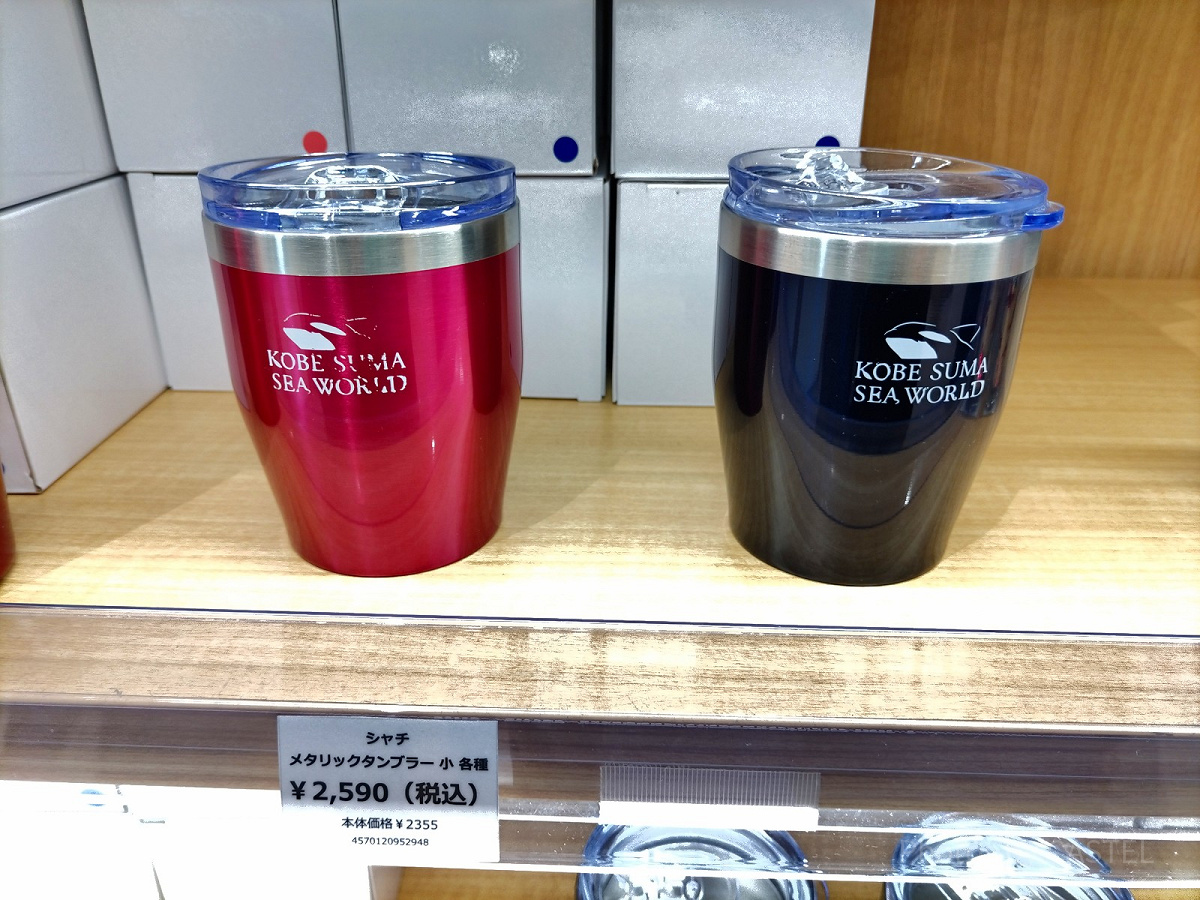 KOBE SUMA
SEA WORLD
KOBE SUMA
SEA WORLD
シャチ
メタリックタンブラー 小 各種
¥2,590（税込）
本体価格¥2355
4570120952948